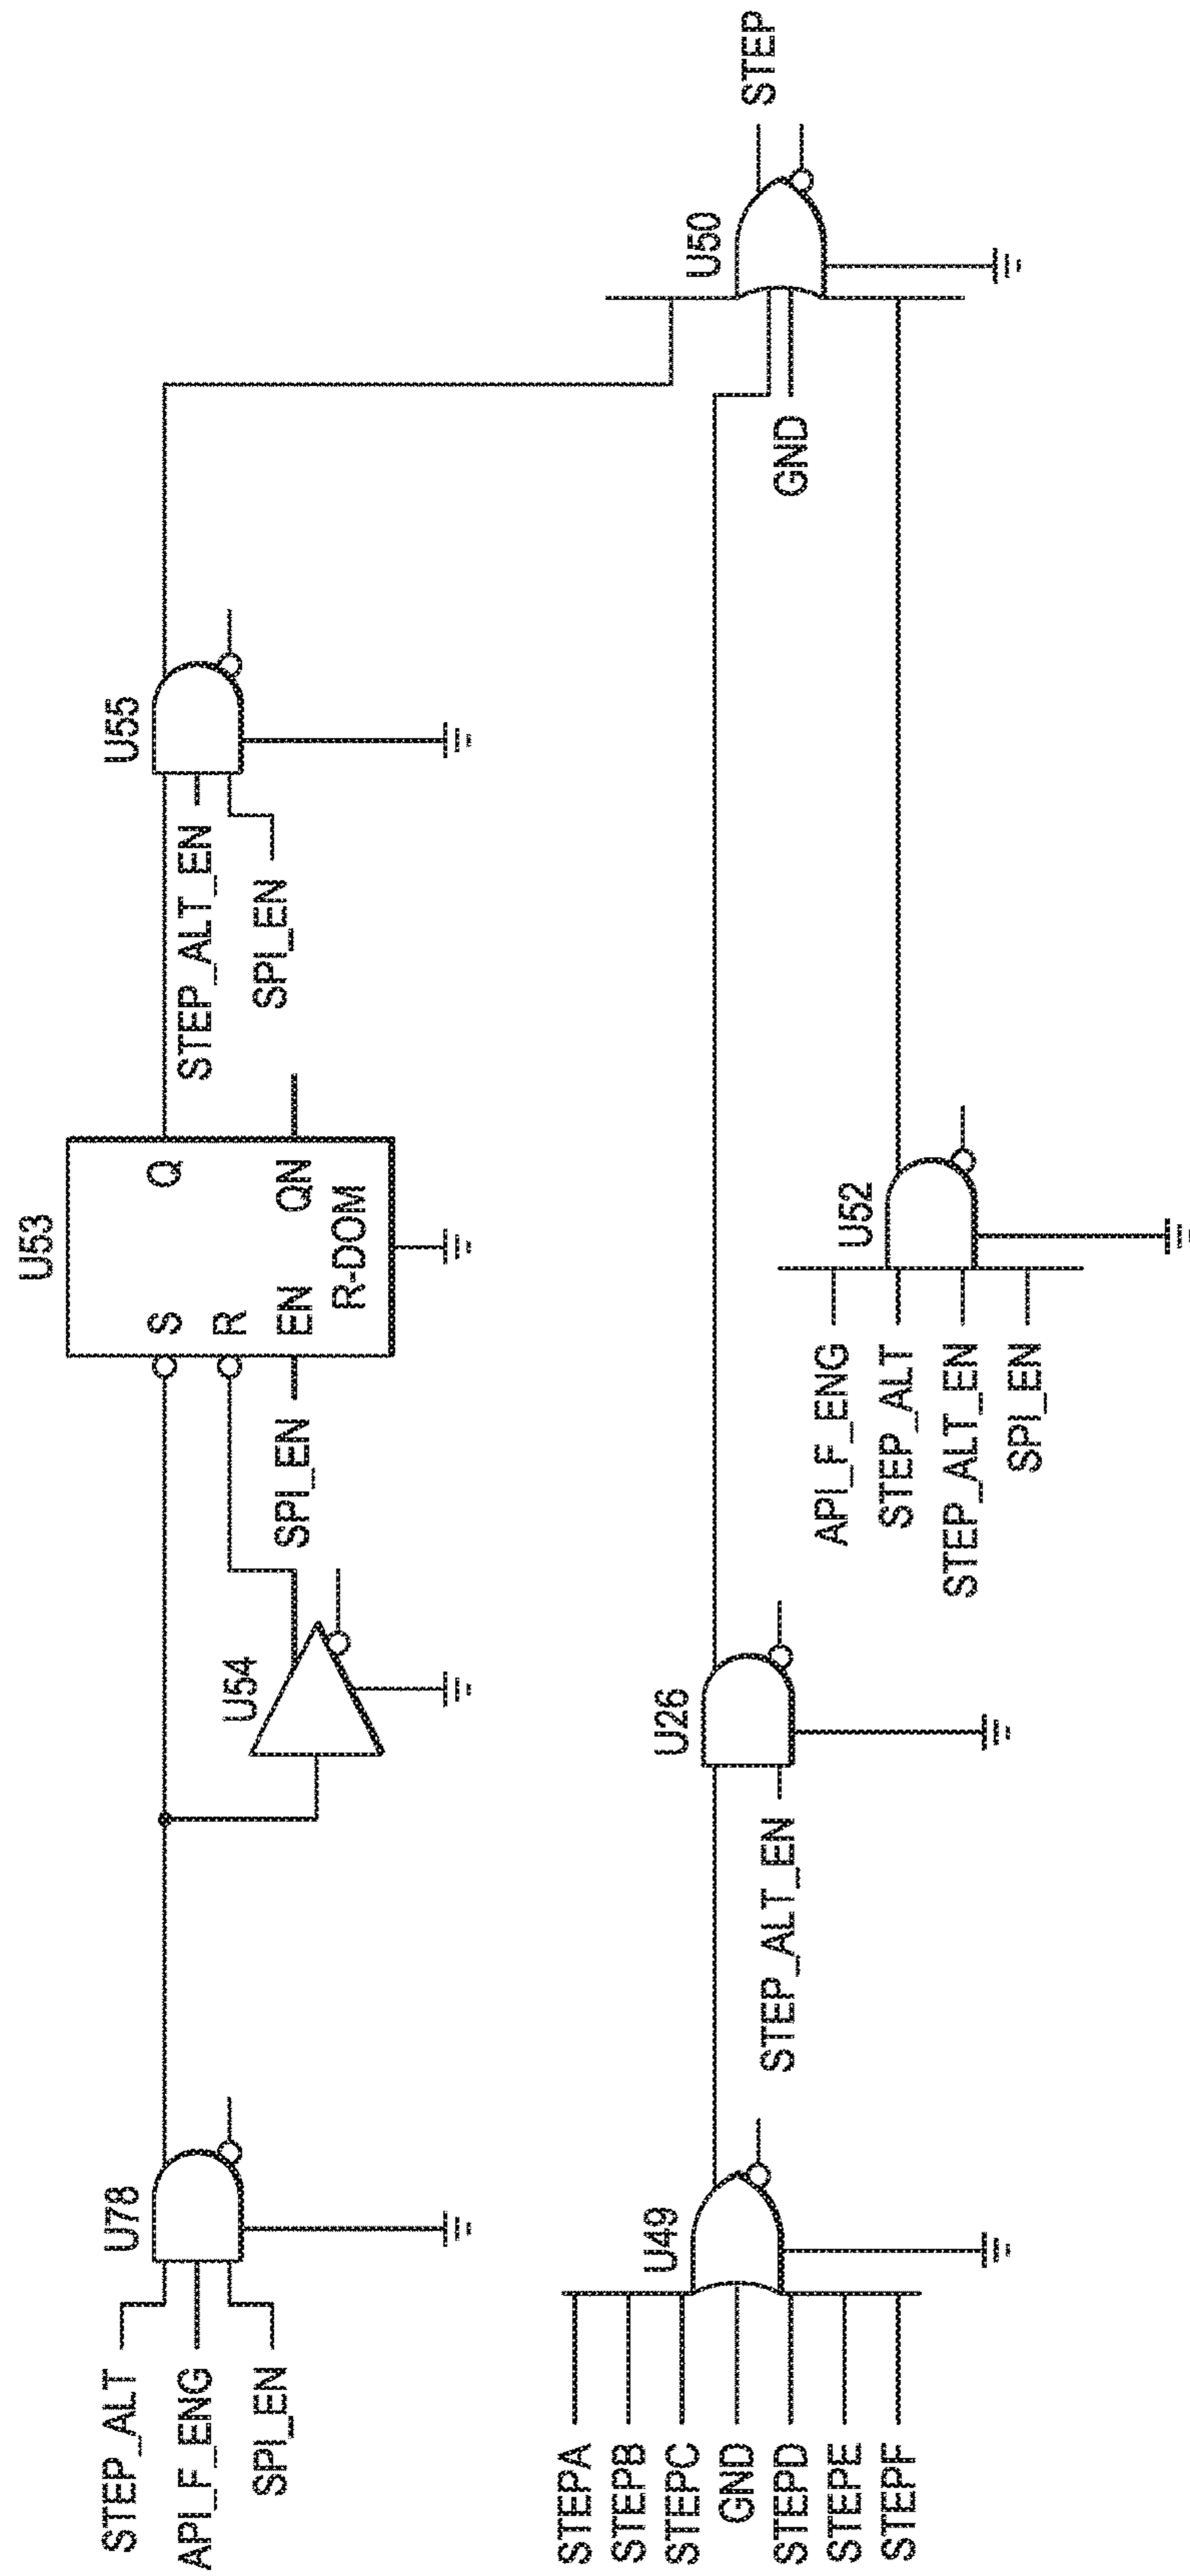 U78
STEP_ALT
API_F_ENG
SPI_EN
U54
U53
S
Q
R
EN
QN
R-DOM
SPI_EN
U55
STEP_ALT_EN
SPI_EN
U49
STEPA
STEPB
STEPC
GND
STEPD
STEPE
STEPF
U26
STEP_ALT_EN
U52
API_F_ENG
STEP_ALT
STEP_ALT_EN
SPI_EN
U50
GND
STEP